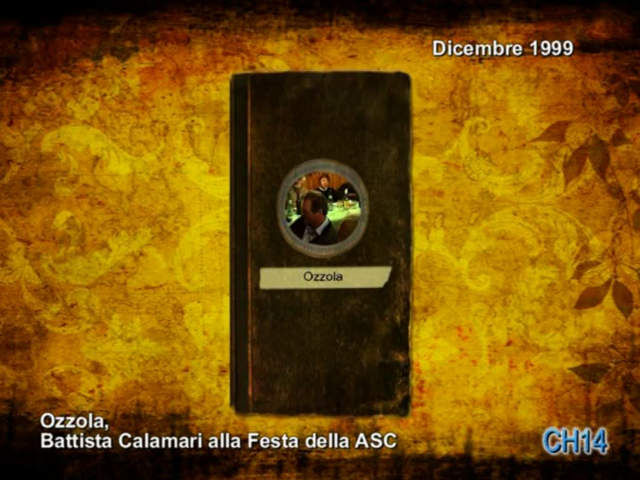 Dicembre 1999
Ozzola
Ozzola,
Battista Calamari alla Festa della ASC
CH14